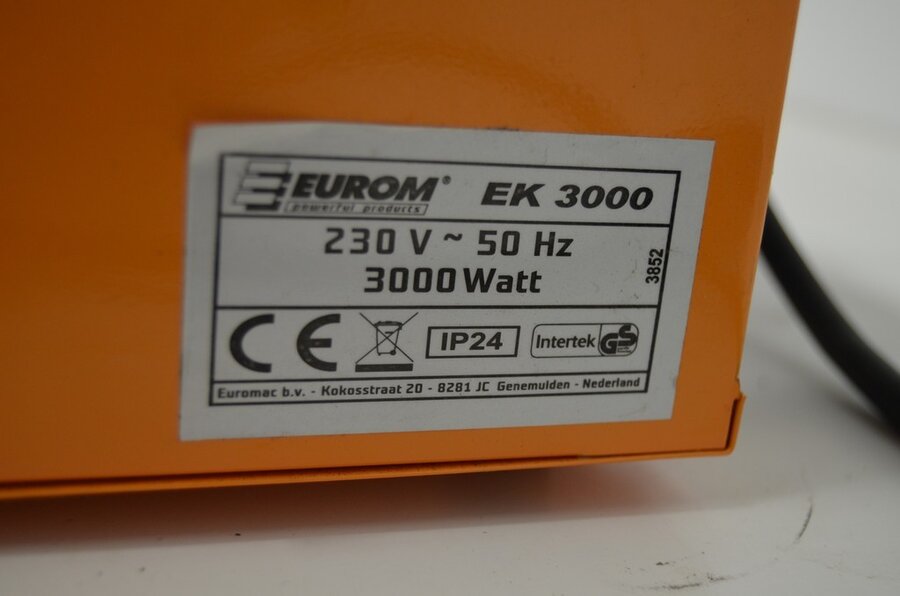 EUROM® EK 3000
powerful products
230 V ~ 50 Hz
3000 Watt
3852
CE IP24 Intertek GS
Euromac b.v. - Kokosstraat 20 - 8281 JC Genemuiden - Nederland